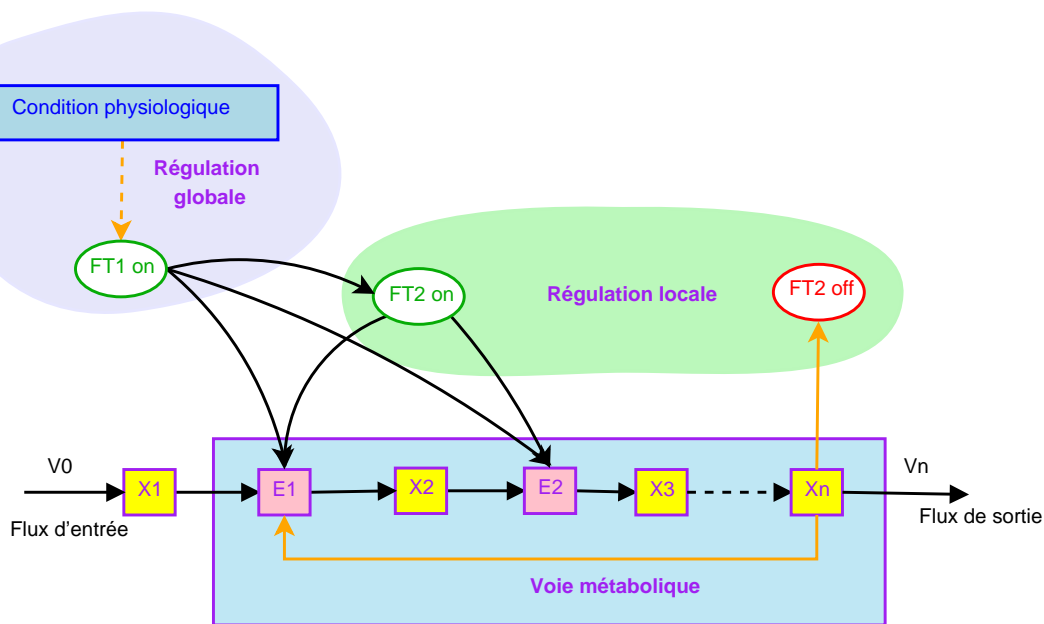 Condition physiologique
Régulation
globale
FT1 on
FT2 on
Régulation locale
FT2 off
V0
X1
E1
X2
E2
X3
Xn
Vn
Flux d'entrée
Flux de sortie
Voie métabolique